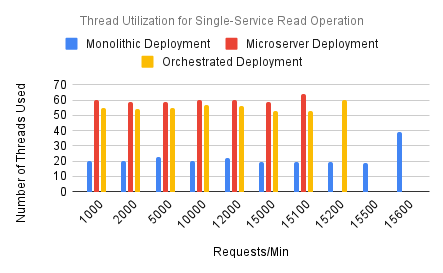 Thread Utilization for Single-Service Read Operation
Monolithic Deployment Microserver Deployment
Orchestrated Deployment
Number of Threads Used
70
60
50
40
30
20
10
0
1000 2000 5000 10000 12000 15000 15100 15200 15500 15600
Requests/Min